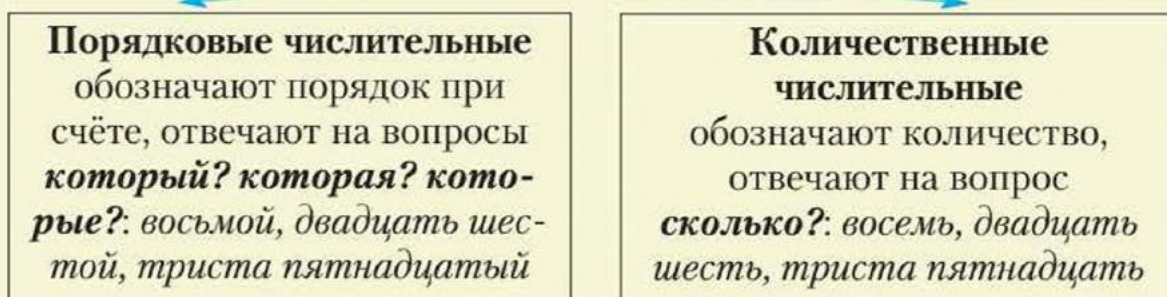 Порядковые числительные
обозначают порядок при
счёте, отвечают на вопросы
который? которая? кото-
рые?: восьмой, двадцать шес-
той, триста пятнадцатый
Количественные
числительные
обозначают количество,
отвечают на вопрос
сколько?: восемь, двадцать
шесть, триста пятнадцать